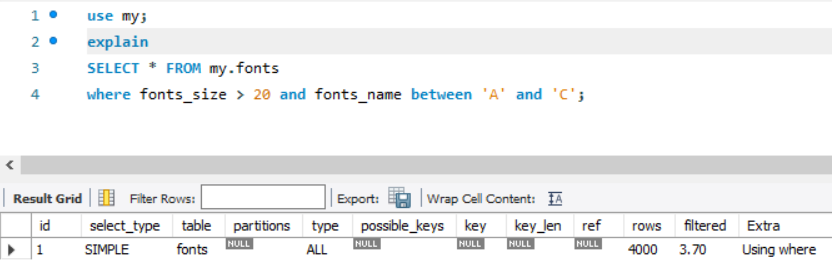 1 use my;
2 explain
3 SELECT * FROM my.fonts
4 where fonts_size > 20 and fonts_name between 'A' and 'C';
Result Grid Filter Rows: Export: Wrap Cell Content: IA
id select_type table partitions type possible_keys key key_len ref rows filtered Extra
1 SIMPLE fonts NULL ALL NULL NULL NULL NULL 4000 3.70 Using where